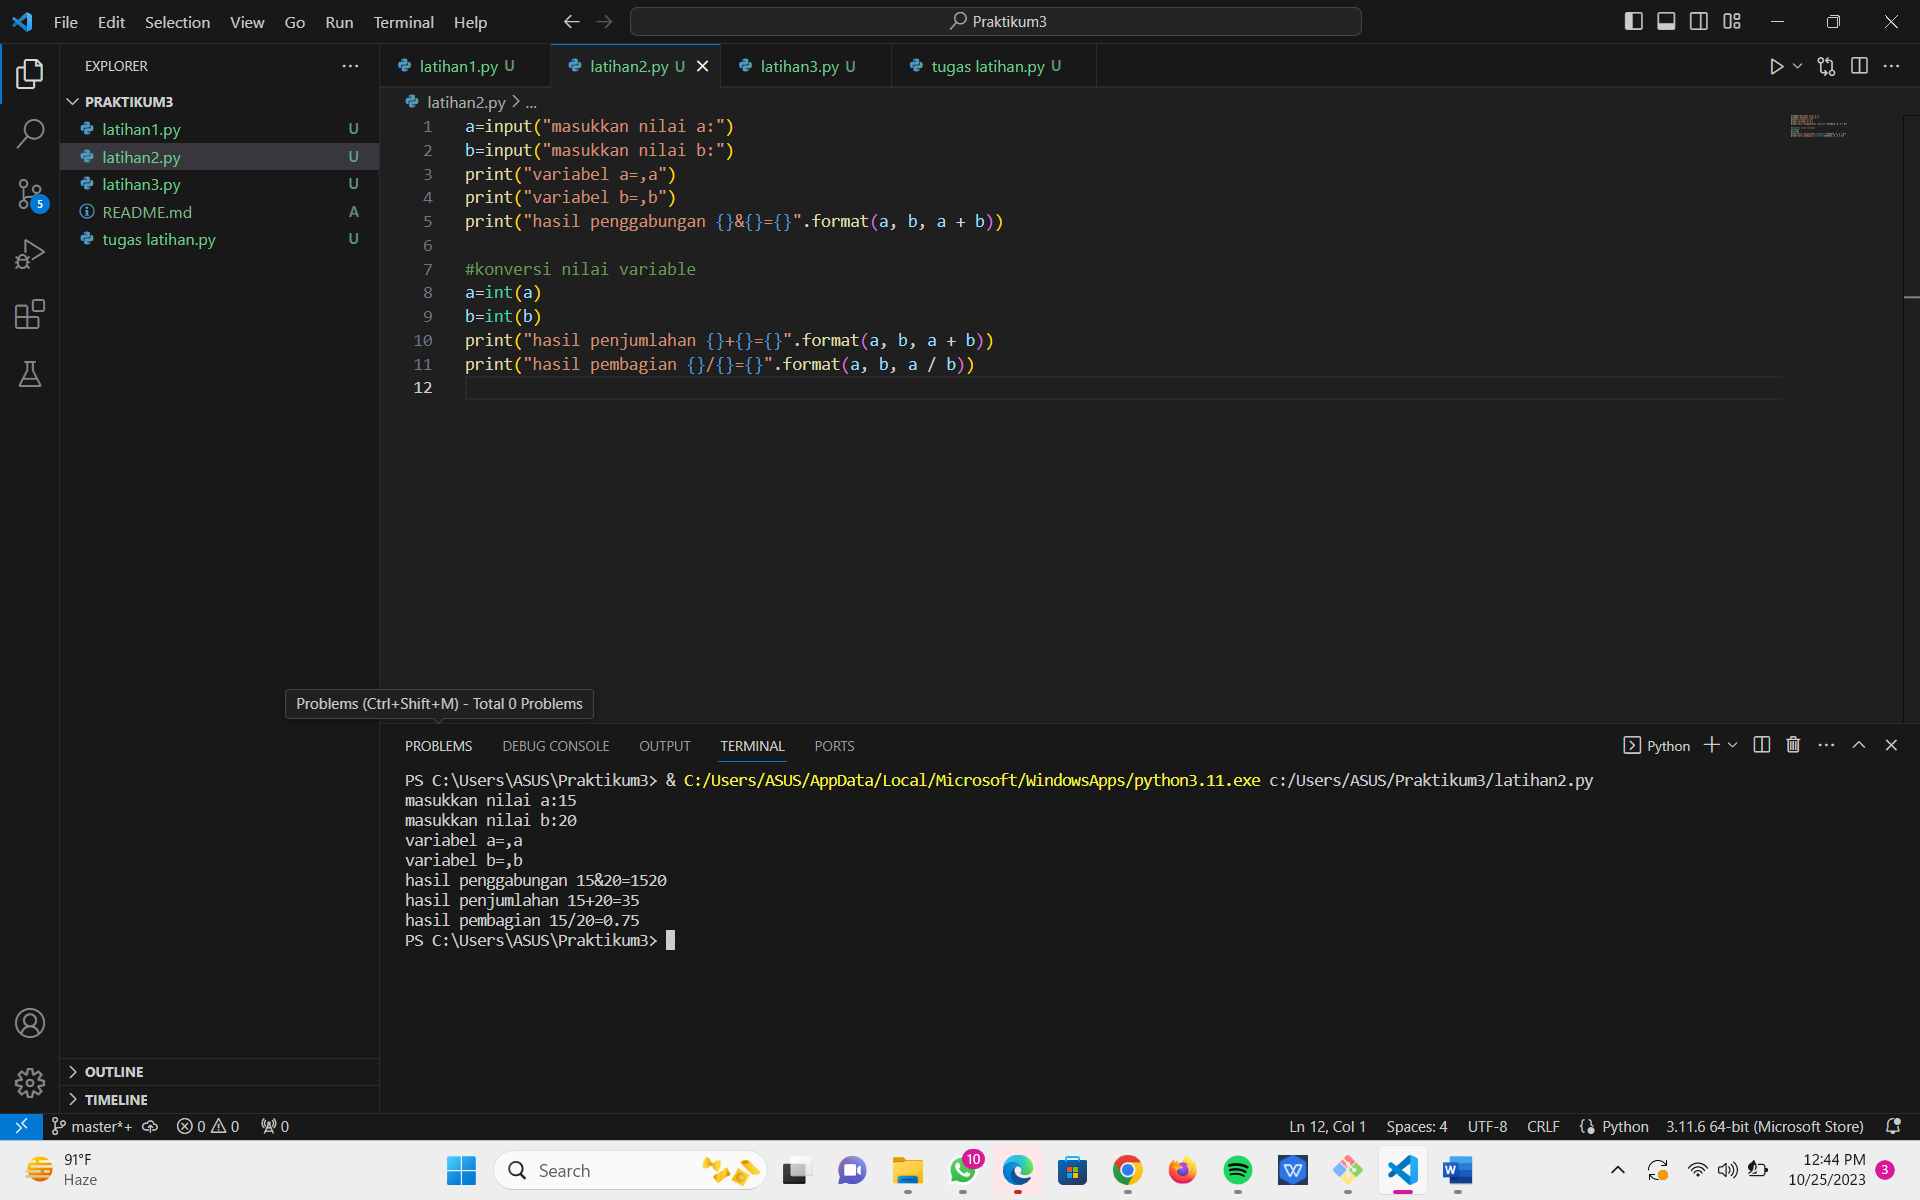 File Edit Selection View Go Run Terminal Help
Praktikum3
EXPLORER
PRAKTIKUM3
latihan1.py U
latihan2.py U
latihan3.py U
README.md A
tugas latihan.py U
5
latihan1.py U latihan2.py U latihan3.py U tugas latihan.py U
latihan2.py > ...
1 a=input("masukkan nilai a:")
2 b=input("masukkan nilai b:")
3 print("variabel a=,a")
4 print("variabel b=,b")
5 print("hasil penggabungan {}&{}={}".format(a, b, a + b))
6
7 #konversi nilai variable
8 a=int(a)
9 b=int(b)
10 print("hasil penjumlahan {}+{}={}".format(a, b, a + b))
11 print("hasil pembagian {}/{}={}".format(a, b, a / b))
12
Problems (Ctrl+Shift+M) - Total 0 Problems
PROBLEMS DEBUG CONSOLE OUTPUT TERMINAL PORTS
Python
PS C:\Users\ASUS\Praktikum3> & C:/Users/ASUS/AppData/Local/Microsoft/WindowsApps/python3.11.exe c:/Users/ASUS/Praktikum3/latihan2.py
masukkan nilai a:15
masukkan nilai b:20
variabel a=,a
variabel b=,b
hasil penggabungan 15&20=1520
hasil penjumlahan 15+20=35
hasil pembagian 15/20=0.75
PS C:\Users\ASUS\Praktikum3>
OUTLINE
TIMELINE
master*+ 0 0 0
Ln 12, Col 1 Spaces: 4 UTF-8 CRLF Python 3.11.6 64-bit (Microsoft Store)
91°F
Haze
Search
10
12:44 PM
10/25/2023
3